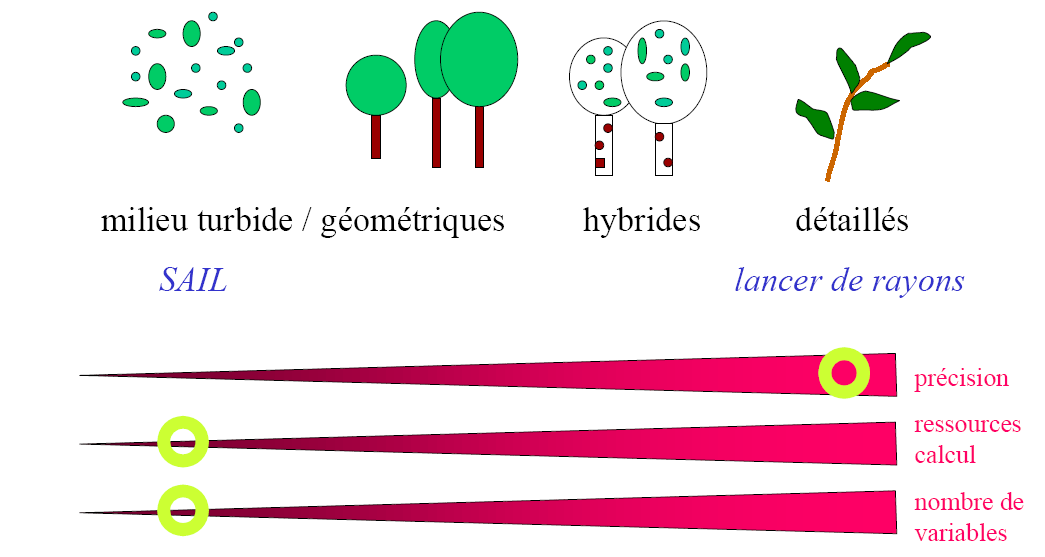 milieu turbide / géométriques
hybrides
détaillés
SAIL
lancer de rayons
précision
ressources
calcul
nombre de
variables